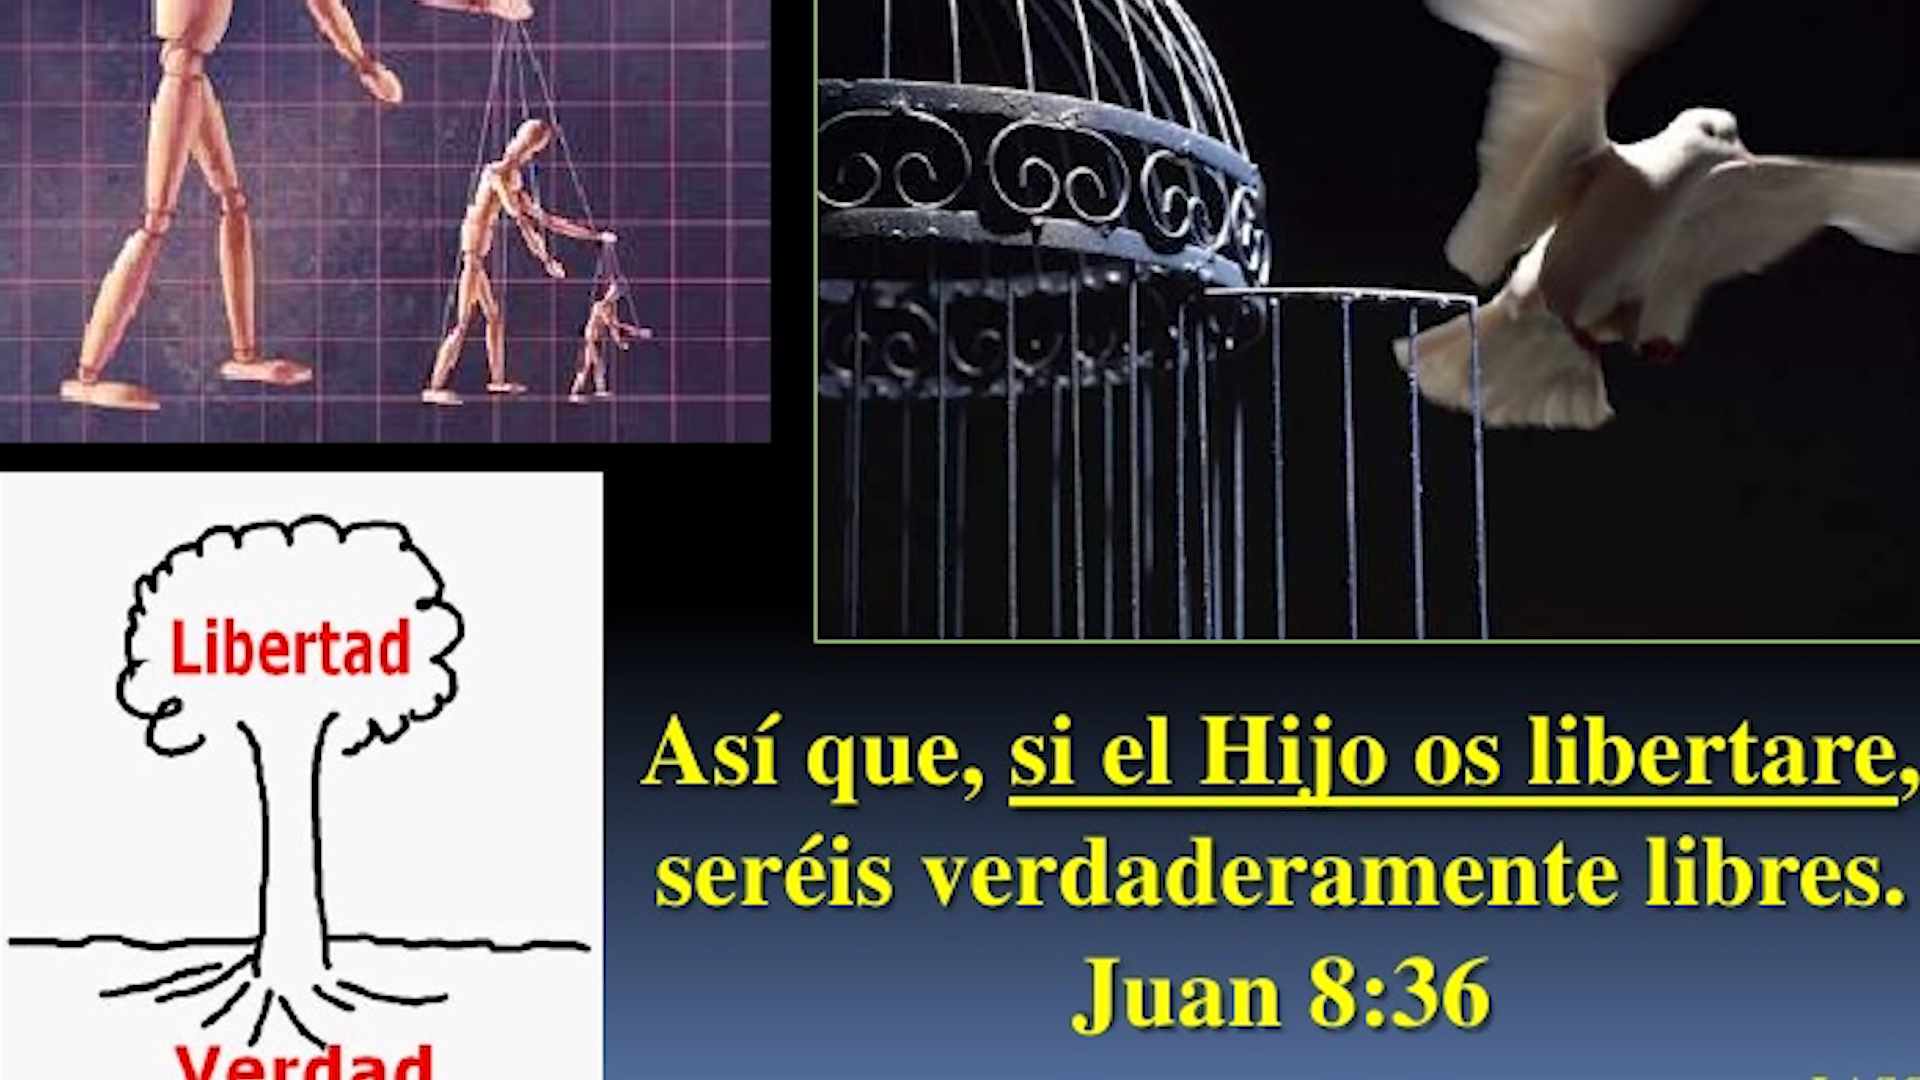 Libertad
Verdad
Así que, si el Hijo os libertare,
seréis verdaderamente libres.
Juan 8:36